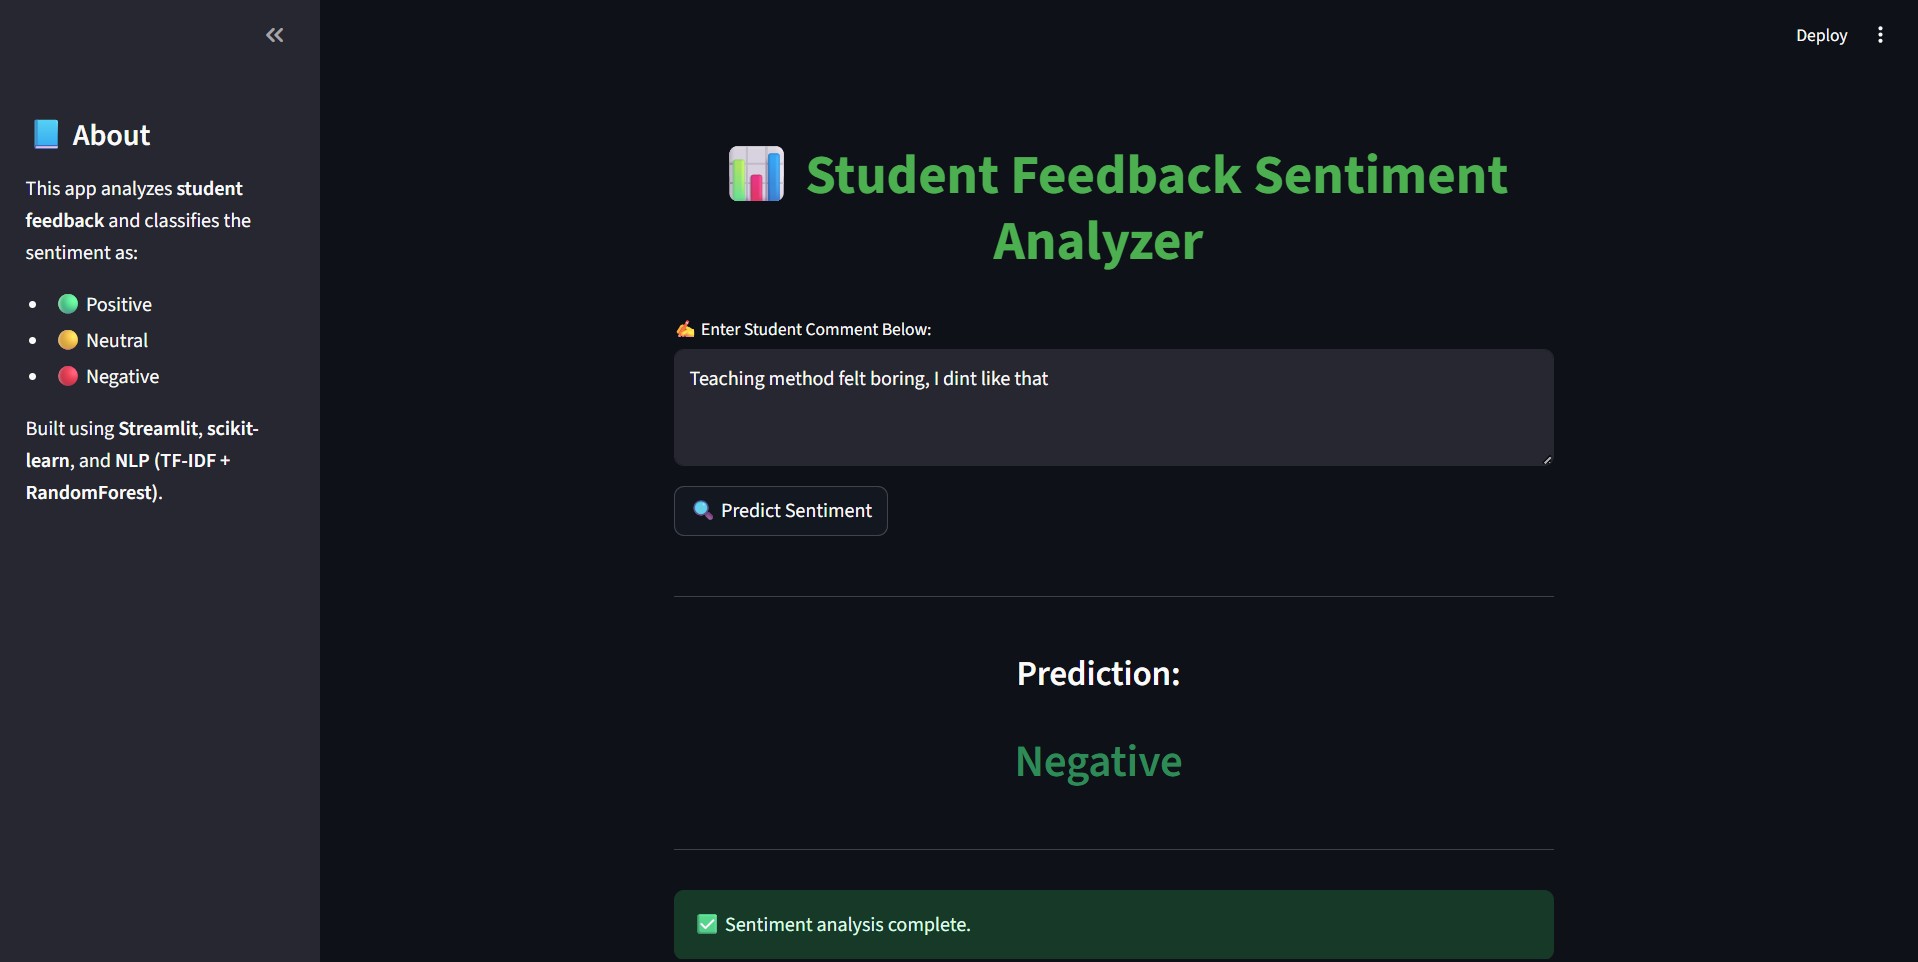 Deploy
About
This app analyzes student
feedback and classifies the
sentiment as:
Positive
Neutral
Negative
Built using Streamlit, scikit-
learn, and NLP (TF-IDF +
RandomForest).
Student Feedback Sentiment
Analyzer
Enter Student Comment Below:
Teaching method felt boring, I dint like that
Predict Sentiment
Prediction:
Negative
Sentiment analysis complete.